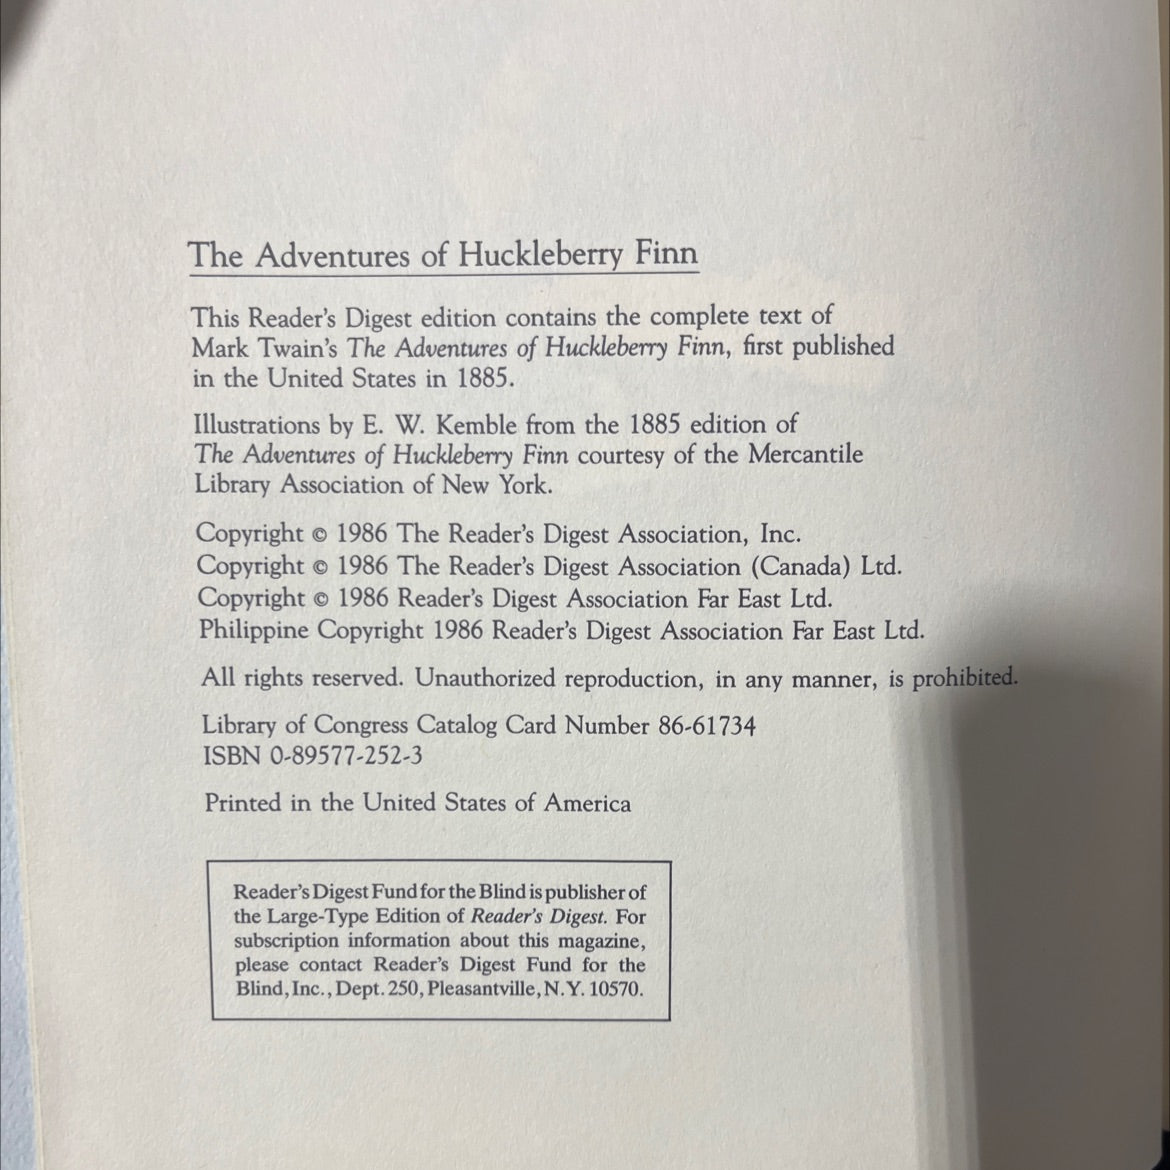 The Adventures of Huckleberry Finn
This Reader's Digest edition contains the complete text of
Mark Twain's The Adventures of Huckleberry Finn, first published
in the United States in 1885.
Illustrations by E. W. Kemble from the 1885 edition of
The Adventures of Huckleberry Finn courtesy of the Mercantile
Library Association of New York.
Copyright © 1986 The Reader's Digest Association, Inc.
Copyright © 1986 The Reader's Digest Association (Canada) Ltd.
Copyright © 1986 Reader's Digest Association Far East Ltd.
Philippine Copyright 1986 Reader's Digest Association Far East Ltd.
All rights reserved. Unauthorized reproduction, in any manner, is prohibited.
Library of Congress Catalog Card Number 86-61734
ISBN 0-89577-252-3
Printed in the United States of America
Reader's Digest Fund for the Blind is publisher of
the Large-Type Edition of Reader's Digest. For
subscription information about this magazine,
please contact Reader's Digest Fund for the
Blind, Inc., Dept. 250, Pleasantville, N.Y. 10570.